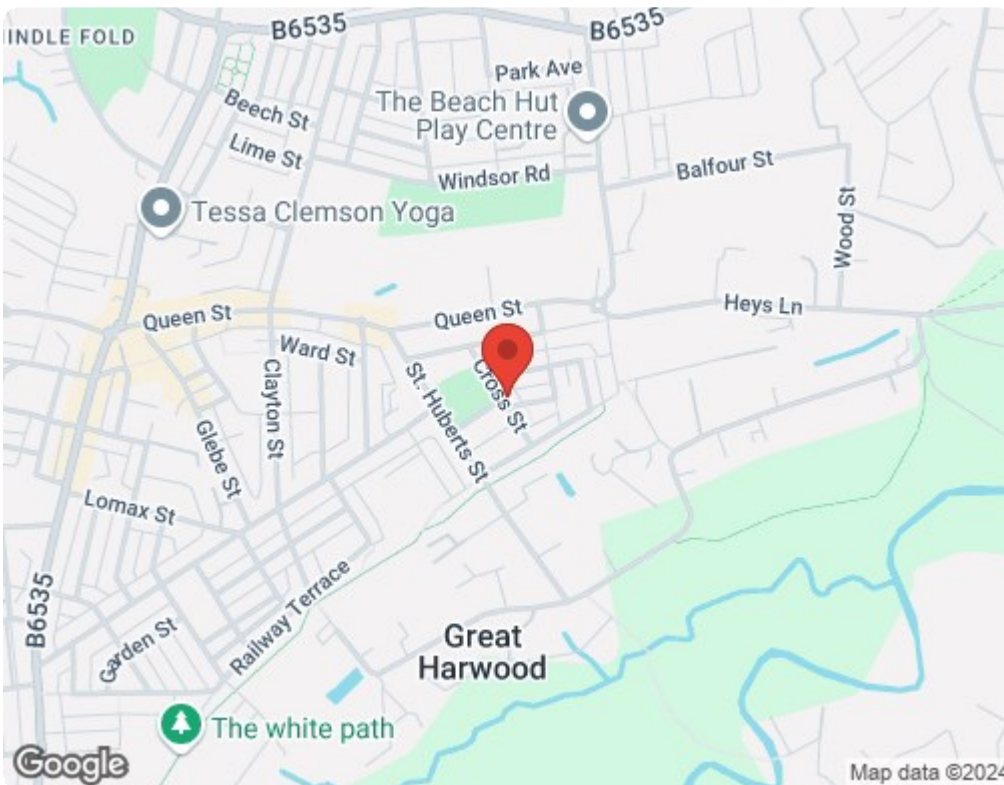 B6535
B6535
INDLE FOLD
Park Ave
Beech St
The Beach Hut
Play Centre
Lime St
Windsor Rd
Balfour St
Tessa Clemson Yoga
Wood St
Queen St
Queen St
Heys Ln
Ward St
Clayton St
St. Huberts St
Cross St
Glebe St
Lomax St
B6535
Railway Terrace
Garden St
Great
Harwood
The white path
Google
Map data ©2024